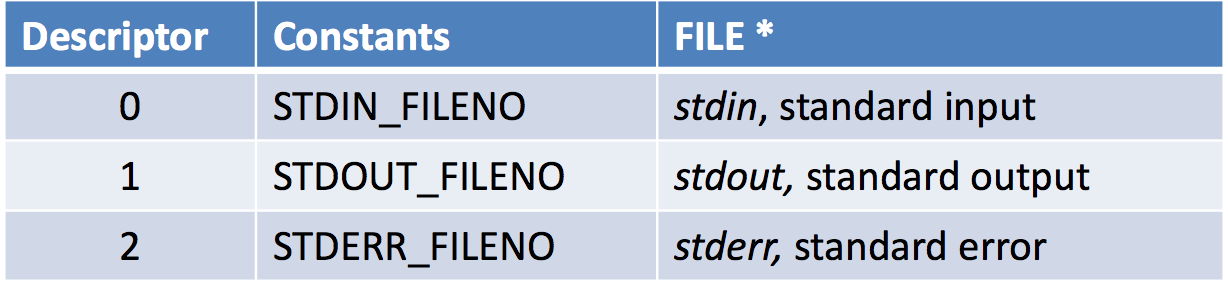 Descriptor Constants FILE *
0 STDIN_FILENO stdin, standard input
1 STDOUT_FILENO stdout, standard output
2 STDERR_FILENO stderr, standard error